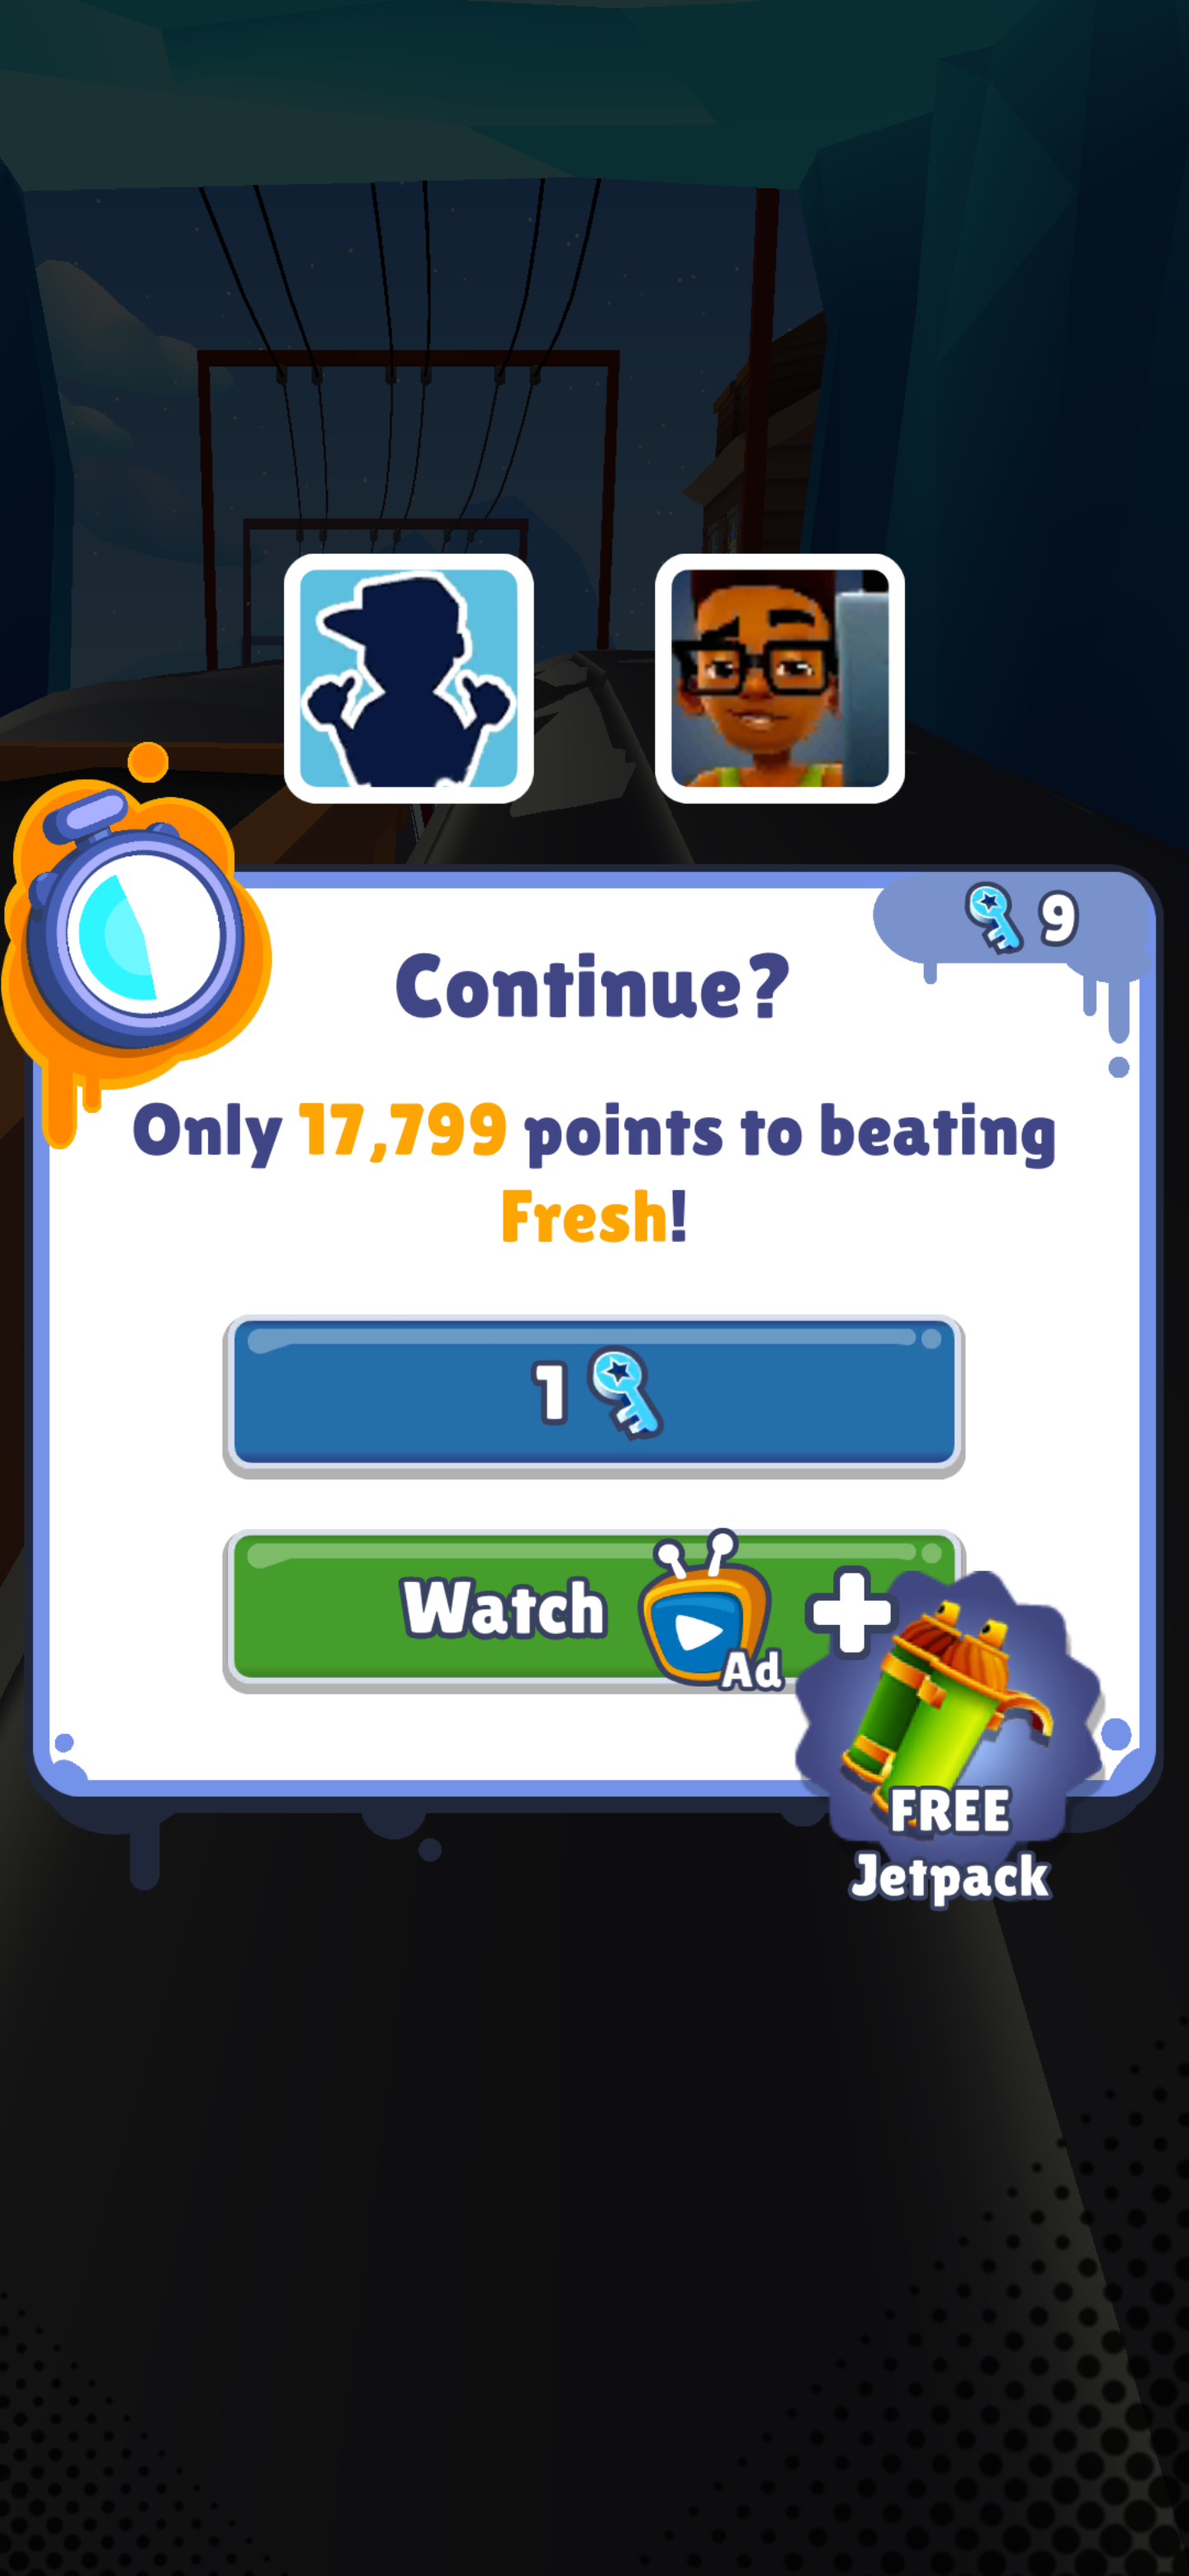 9
Continue?
Only 17,799 points to beating
Fresh!
1
Watch
Ad
FREE
Jetpack